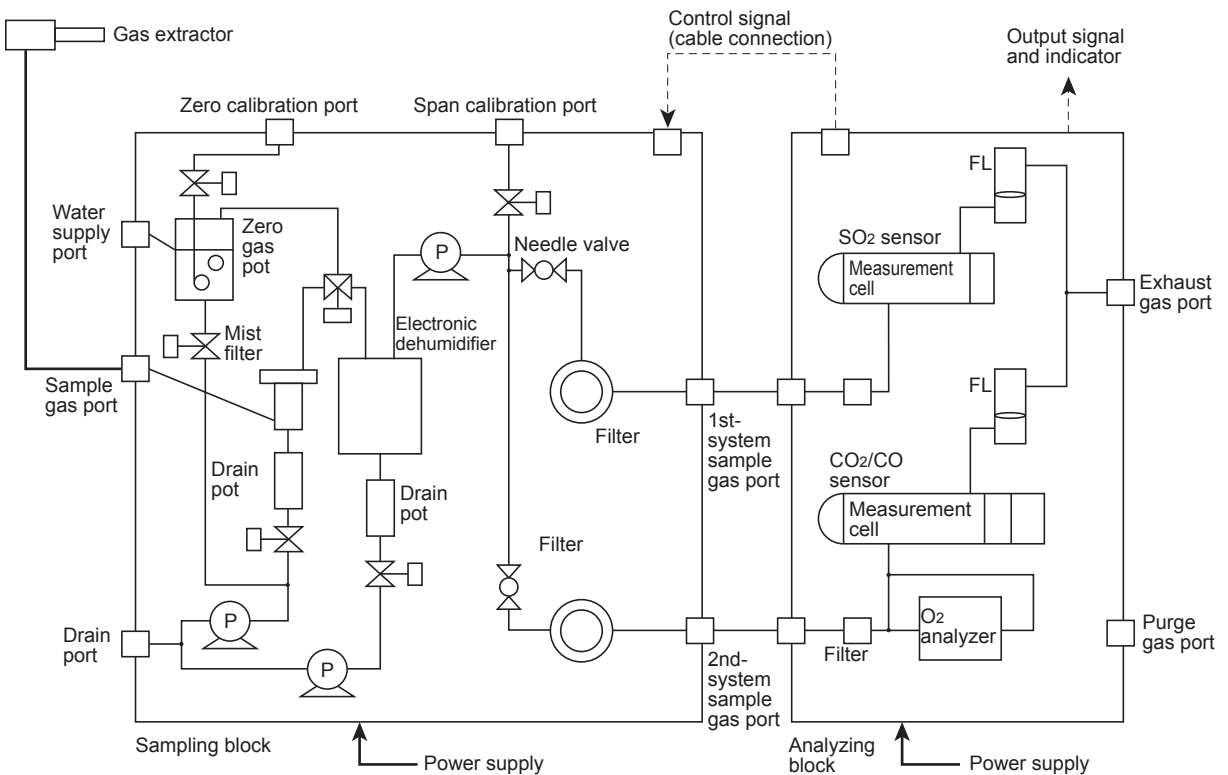 Gas extractor
Control signal
(cable connection)
Output signal
and indicator
Zero calibration port
Span calibration port
FL
Water
supply
port
Zero
gas
pot
P
Needle valve
SO2 sensor
Measurement
cell
Exhaust
gas port
Mist
filter
Electronic
dehumidifier
Sample
gas port
FL
Filter
1st-
system
sample
gas port
CO2/CO
sensor
Measurement
cell
Drain
pot
Drain
pot
Filter
P
O2
analyzer
Purge
gas port
Drain
port
P
Filter
2nd-
system
sample
gas port
Sampling block
Power supply
Analyzing
block
Power supply